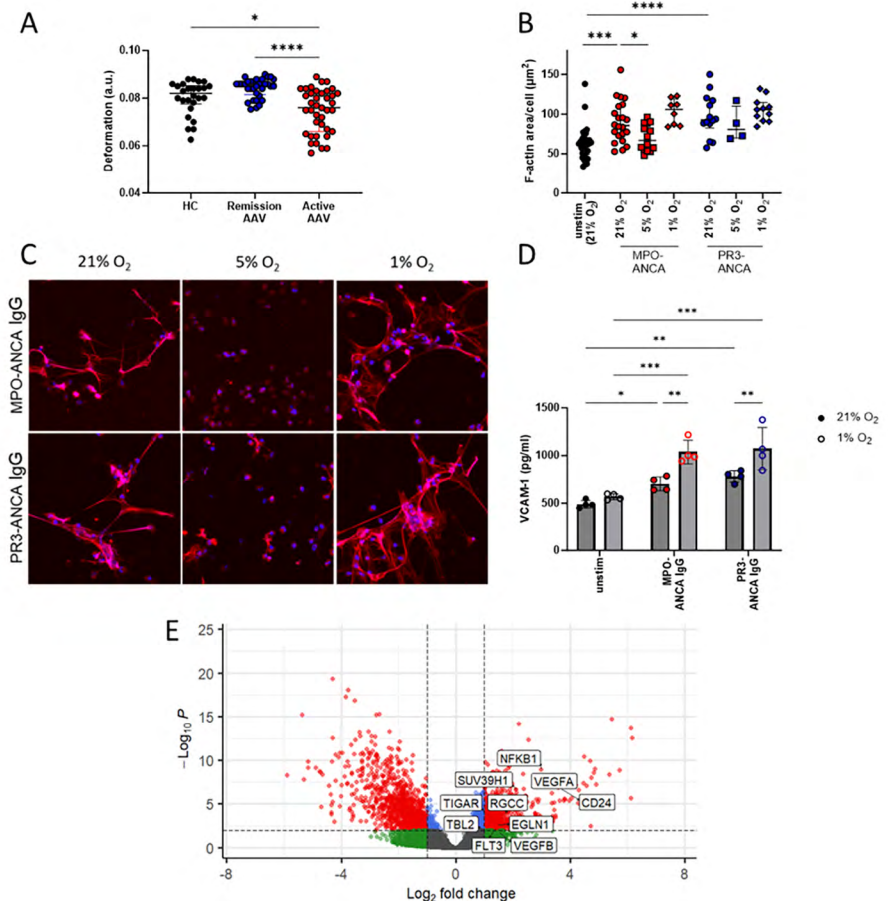 A
*
****
Deformation (a.u.)
0.10
0.08
0.06
0.04
HC
Remission AAV
Active AAV
B
****
***
*
F-actin area/cell (µm²)
150
100
50
0
unstim (21% O₂)
21% O₂
5% O₂
1% O₂
21% O₂
5% O₂
1% O₂
MPO-ANCA
PR3-ANCA
C
21% O₂
5% O₂
1% O₂
MPO-ANCA IgG
PR3-ANCA IgG
D
***
**
***
*
**
**
VCAM-1 (pg/ml)
1500
1000
500
0
unstim
MPO-ANCA IgG
PR3-ANCA IgG
21% O₂
1% O₂
E
− Log₁₀ P
25
20
15
10
5
0
NFKB1
SUV39H1
VEGFA
TIGAR
RGCC
CD24
TBL2
EGLN1
FLT3
VEGFB
-8
-4
0
4
8
Log₂ fold change